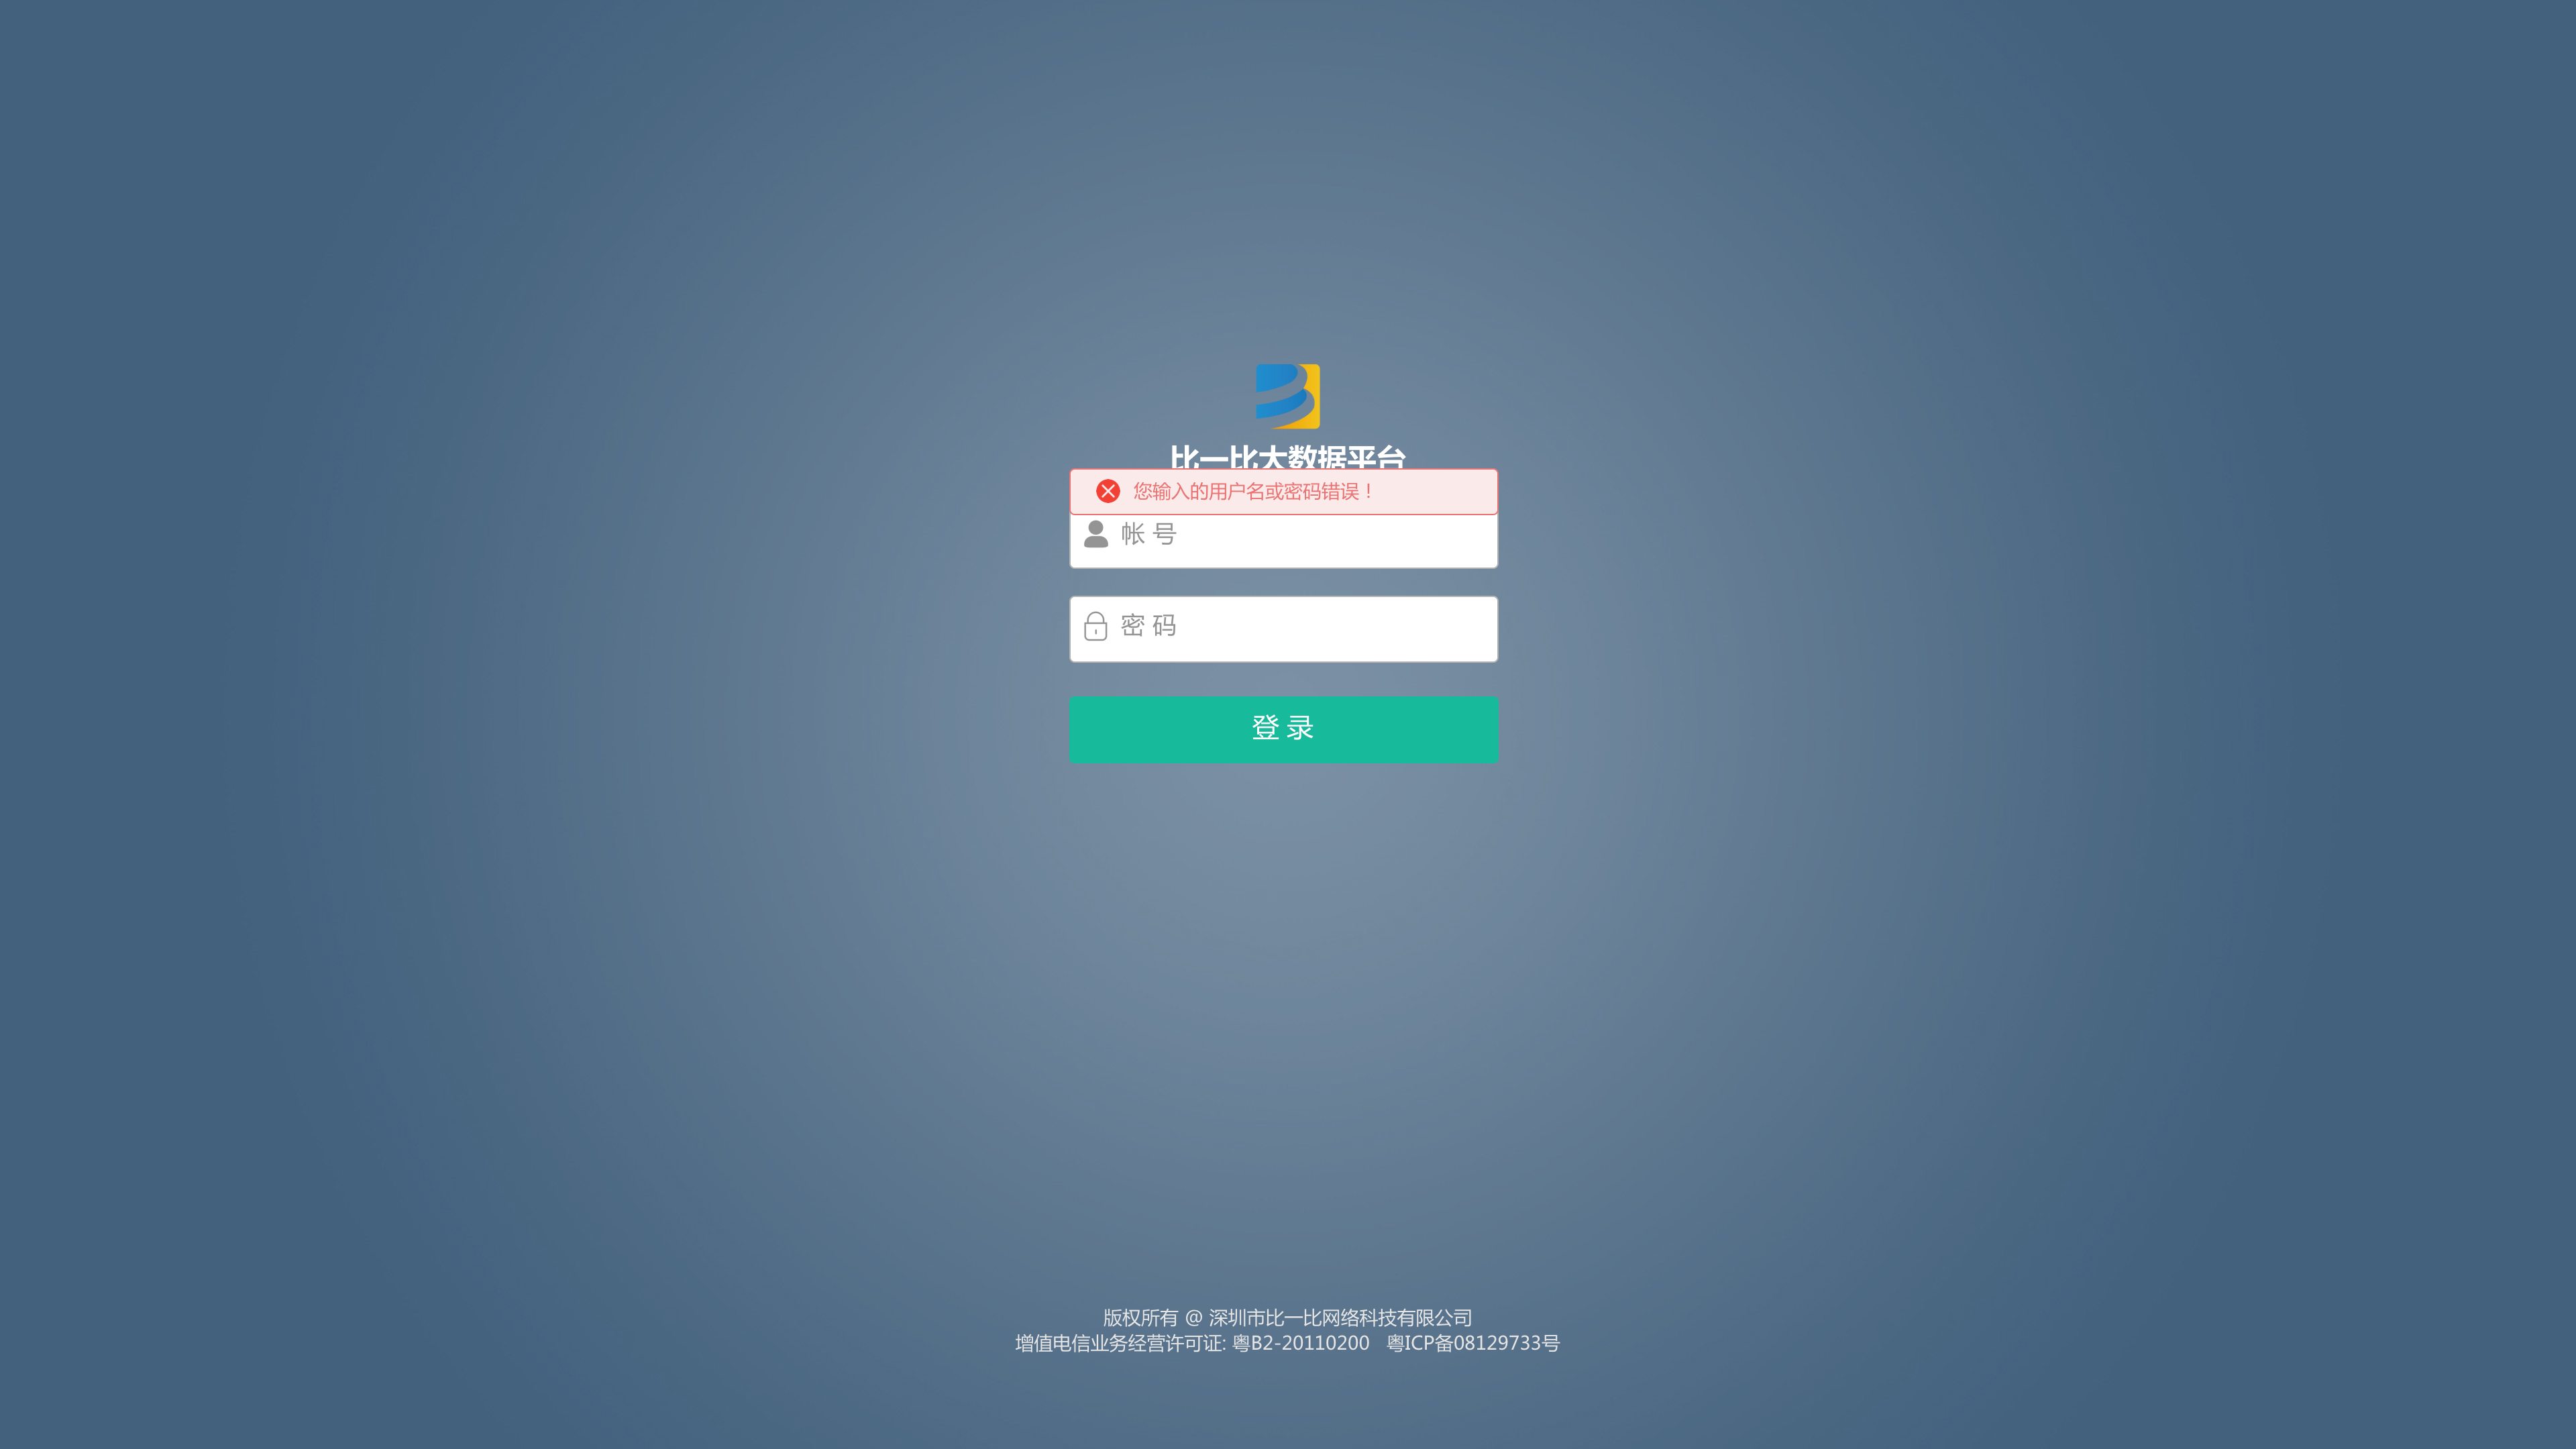 比一比大数据平台
您输入的用户名或密码错误！
帐 号
密 码
登 录
版权所有 @ 深圳市比一比网络科技有限公司
增值电信业务经营许可证: 粤B2-20110200 粤ICP备08129733号